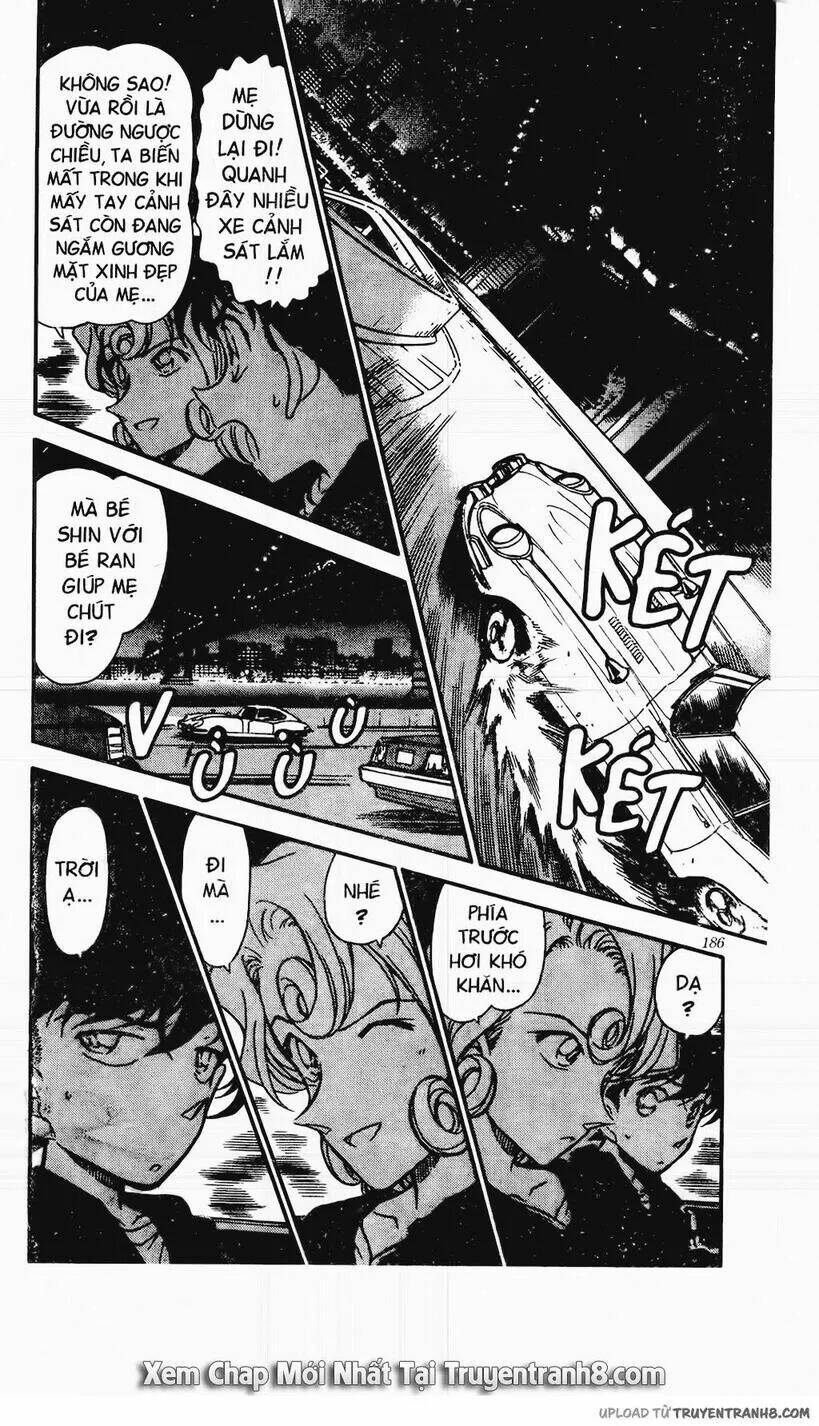 MẸ
DỪNG
LẠI ĐI!
QUANH
ĐÂY NHIỀU
XE CẢNH
SÁT LẮM
!!
KHÔNG SAO!
VỪA RỒI LÀ
ĐƯỜNG NGƯỢC
CHIỀU, TA BIẾN
MẤT TRONG KHI
MẤY TAY CẢNH
SÁT CÒN ĐANG
NGẮM GƯƠNG
MẶT XINH ĐẸP
CỦA MẸ...
KÉT
KÉT
MÀ BÉ
SHIN VỚI
BÉ RAN
GIÚP MẸ
CHÚT
ĐI?
VÙÙÙÙ
186
DẠ
?
PHÍA
TRƯỚC
HƠI KHÓ
KHĂN...
NHÉ
?
ĐI
MÀ
...
TRỜI
Ạ...
Xem Chap Mới Nhất Tại Truyentranh8.com
UPLOAD TỪ TRUYENTRANH8.COM